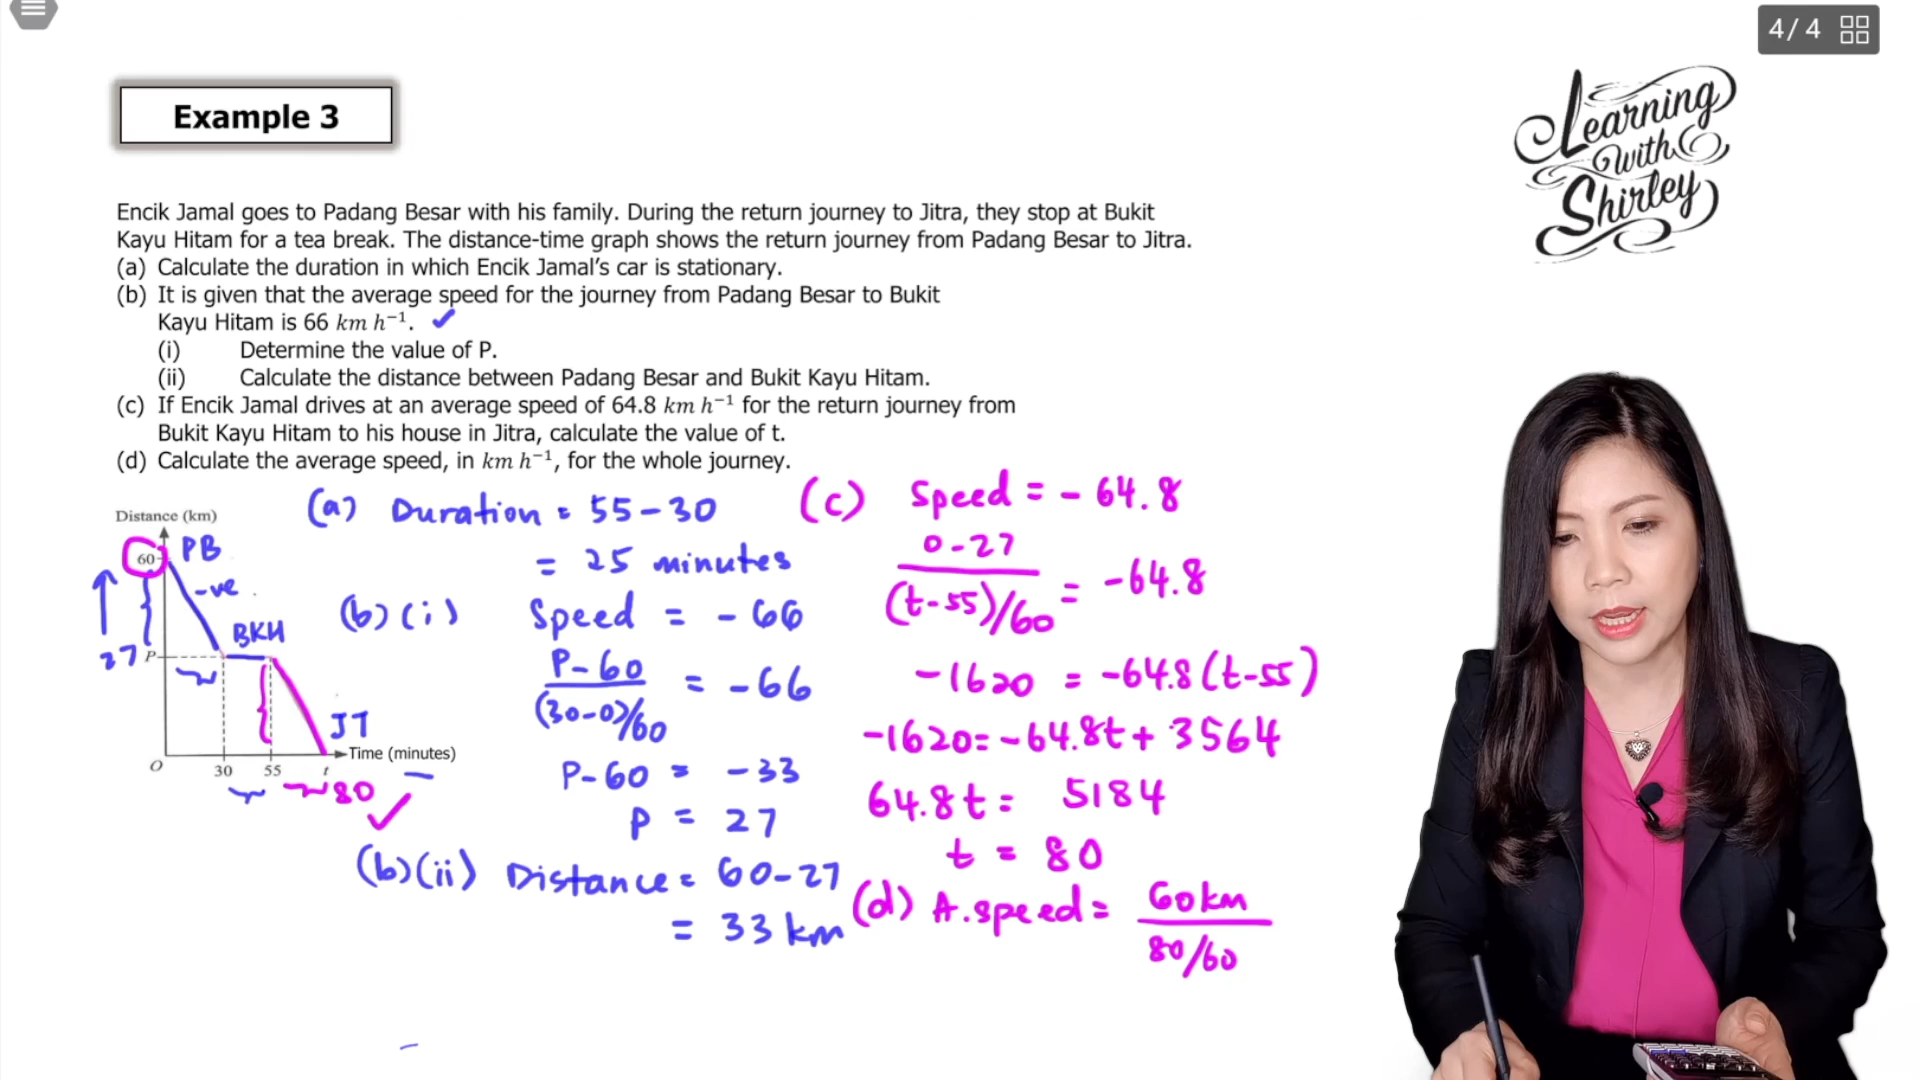 4/4
Example 3
Learning
with
Shirley
Encik Jamal goes to Padang Besar with his family. During the return journey to Jitra, they stop at Bukit
Kayu Hitam for a tea break. The distance-time graph shows the return journey from Padang Besar to Jitra.
(a) Calculate the duration in which Encik Jamal’s car is stationary.
(b) It is given that the average speed for the journey from Padang Besar to Bukit
Kayu Hitam is 66 km h⁻¹.
(i) Determine the value of P.
(ii) Calculate the distance between Padang Besar and Bukit Kayu Hitam.
(c) If Encik Jamal drives at an average speed of 64.8 km h⁻¹ for the return journey from
Bukit Kayu Hitam to his house in Jitra, calculate the value of t.
(d) Calculate the average speed, in km h⁻¹, for the whole journey.
Distance (km)
60 PB
-ve
BKH
27 P
JT
Time (minutes)
O 30 55 t
80
(a) Duration = 55-30
= 25 minutes
(b)(i) Speed = -66
P-60
(30-0)/60
= -66
P-60 = -33
P = 27
(b)(ii) Distance = 60-27
= 33 km
(c) Speed = -64.8
0-27
(t-55)/60
= -64.8
-1620 = -64.8(t-55)
-1620=-64.8t+3564
64.8t = 5184
t = 80
(d) A.speed = 60km
80/60